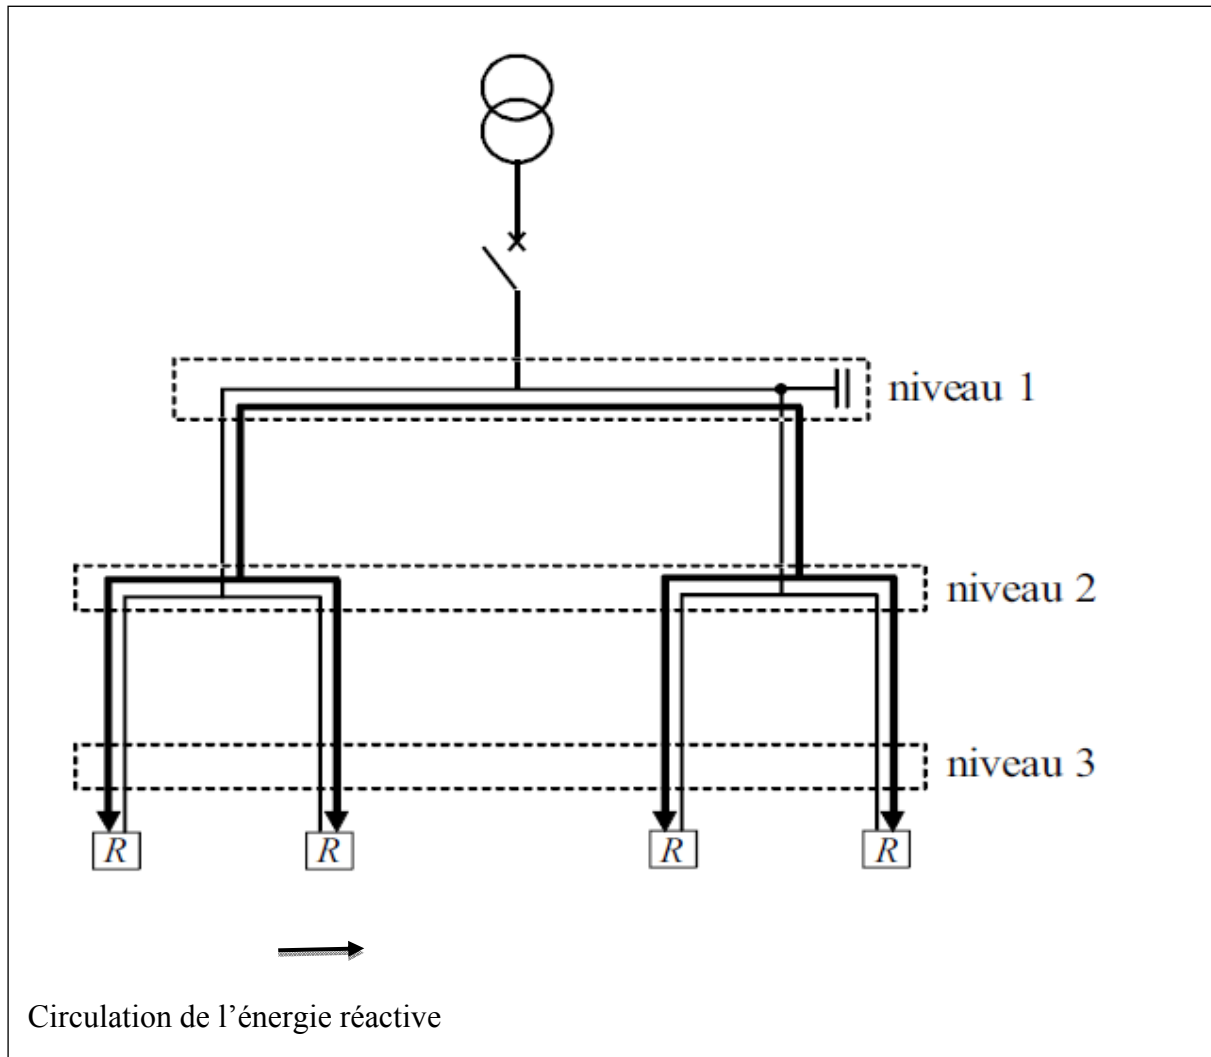 niveau 1
niveau 2
niveau 3
R R R R
Circulation de l’énergie réactive